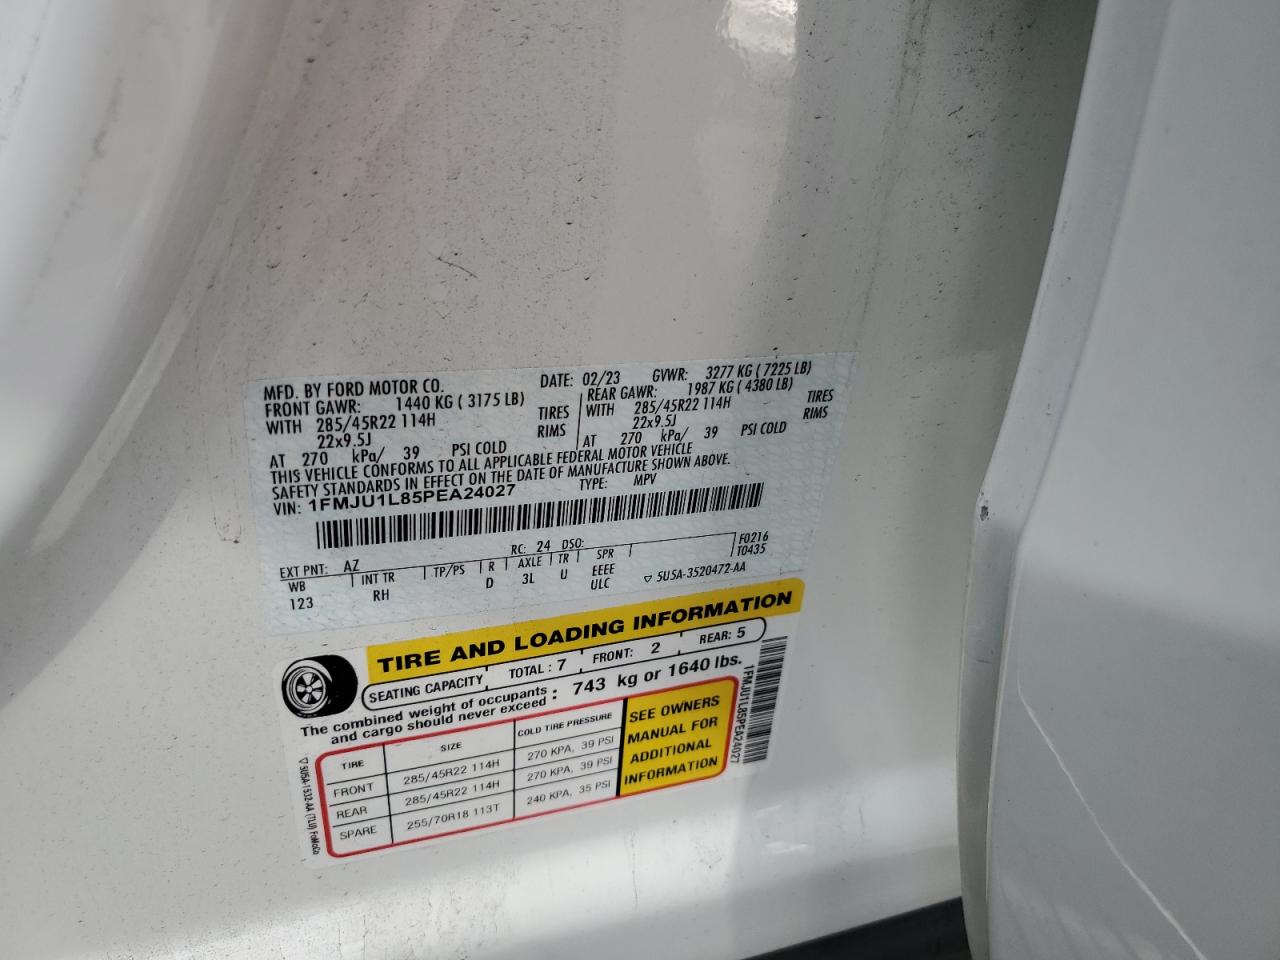 MFD. BY FORD MOTOR CO. DATE: 02/23 GVWR: 3277 KG ( 7225 LB)
FRONT GAWR: 1440 KG ( 3175 LB) REAR GAWR: 1987 KG ( 4380 LB)
WITH 285/45R22 114H TIRES WITH 285/45R22 114H TIRES
22x9.5J RIMS 22x9.5J RIMS
AT 270 kPa/ 39 PSI COLD AT 270 kPa/ 39 PSI COLD
THIS VEHICLE CONFORMS TO ALL APPLICABLE FEDERAL MOTOR VEHICLE
SAFETY STANDARDS IN EFFECT ON THE DATE OF MANUFACTURE SHOWN ABOVE.
VIN: 1FMJU1L85PEA24027 TYPE: MPV
EXT PNT: AZ RC: 24 DSO: F0216
WB INT TR TP/PS R AXLE TR SPR T0435
123 RH D 3L U EEEE
ULC ▽ 5U5A-3520472-AA
TIRE AND LOADING INFORMATION
SEATING CAPACITY TOTAL : 7 FRONT: 2 REAR: 5
The combined weight of occupants and cargo should never exceed : 743 kg or 1640 lbs.
TIRE SIZE COLD TIRE PRESSURE
FRONT 285/45R22 114H 270 KPA, 39 PSI
REAR 285/45R22 114H 270 KPA, 39 PSI
SPARE 255/70R18 113T 240 KPA, 35 PSI
SEE OWNERS
MANUAL FOR
ADDITIONAL
INFORMATION
1FMJU1L85PEA24027
▽ 5U5A-1532-AA (TLU) FoMoCo